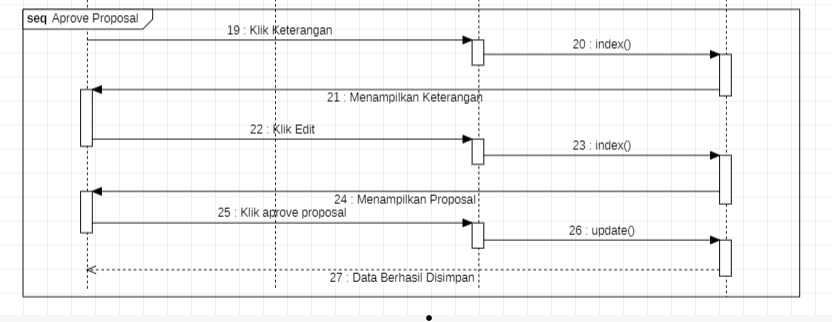 seq Aprove Proposal
19 : Klik Keterangan
20 : index()
21 : Menampilkan Keterangan
22 : Klik Edit
23 : index()
24 : Menampilkan Proposal
25 : Klik aprove proposal
26 : update()
27 : Data Berhasil Disimpan